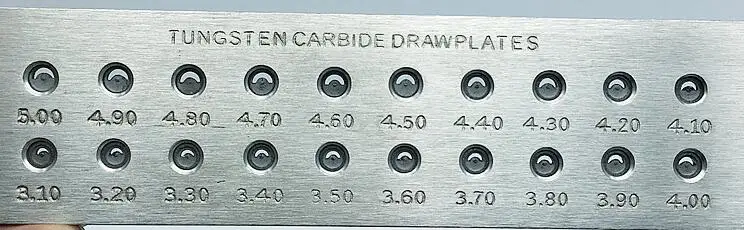 TUNGSTEN CARBIDE DRAWPLATES
5.00 4.90 4.80 4.70 4.60 4.50 4.40 4.30 4.20 4.10
3.10 3.20 3.30 3.40 3.50 3.60 3.70 3.80 3.90 4.00